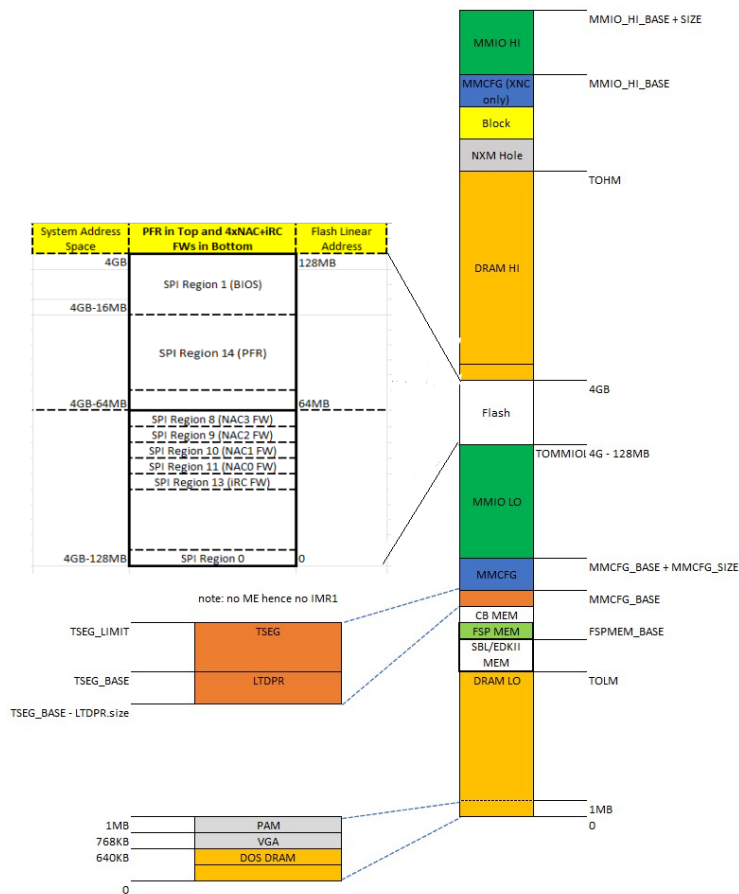 MMIO_HI_BASE + SIZE
MMIO HI
MMCFG (XNC
only)
MMIO_HI_BASE
Block
NXM Hole
TOHM
System Address
Space
PFR in Top and 4xNAC+iRC
FWs in Bottom
Flash Linear
Address
4GB
128MB
SPI Region 1 (BIOS)
4GB-16MB
DRAM HI
SPI Region 14 (PFR)
4GB
4GB-64MB
64MB
Flash
SPI Region 8 (NAC3 FW)
SPI Region 9 (NAC2 FW)
SPI Region 10 (NAC1 FW)
SPI Region 11 (NAC0 FW)
SPI Region 13 (iRC FW)
TOMMIOL 4G - 128MB
MMIO LO
4GB-128MB
SPI Region 0
0
MMCFG_BASE + MMCFG_SIZE
MMCFG
note: no ME hence no IMR1
MMCFG_BASE
CB MEM
TSEG_LIMIT
TSEG
FSP MEM
FSPMEM_BASE
SBL/EDKII
MEM
TSEG_BASE
LTDPR
DRAM LO
TOLM
TSEG_BASE - LTDPR.size
1MB
0
1MB
PAM
768KB
VGA
640KB
DOS DRAM
0